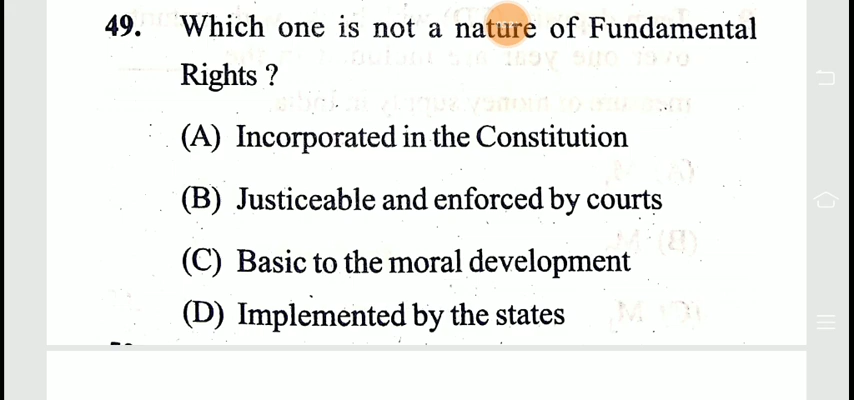 49. Which one is not a nature of Fundamental
Rights ?
(A) Incorporated in the Constitution
(B) Justiceable and enforced by courts
(C) Basic to the moral development
(D) Implemented by the states